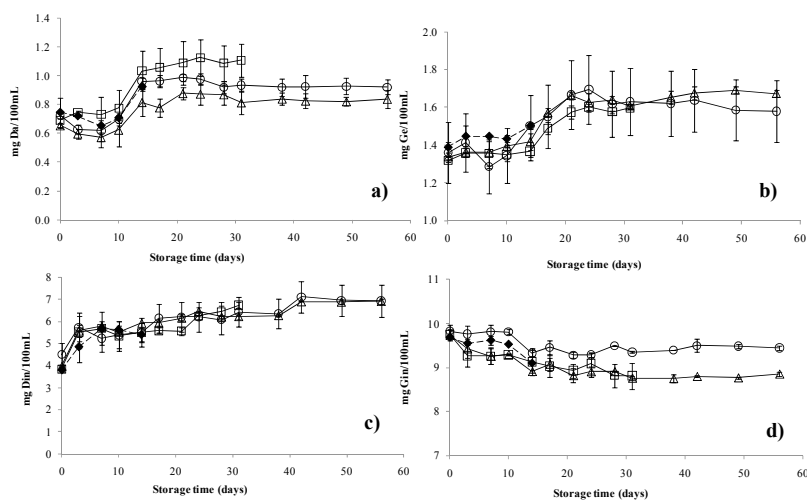 1.4
1.2
1.0
0.8
0.6
0.4
0.2
0.0
mg Da/100mL
0 10 20 30 40 50 60
Storage time (days)
a)
2.0
1.8
1.6
1.4
1.2
1.0
mg Ge/100mL
0 10 20 30 40 50 60
Storage time (days)
b)
8
7
6
5
4
3
2
1
0
mg Din/100mL
0 10 20 30 40 50 60
Storage time (days)
c)
11
10
9
8
7
mg Gin/100mL
0 10 20 30 40 50 60
Storage time (days)
d)